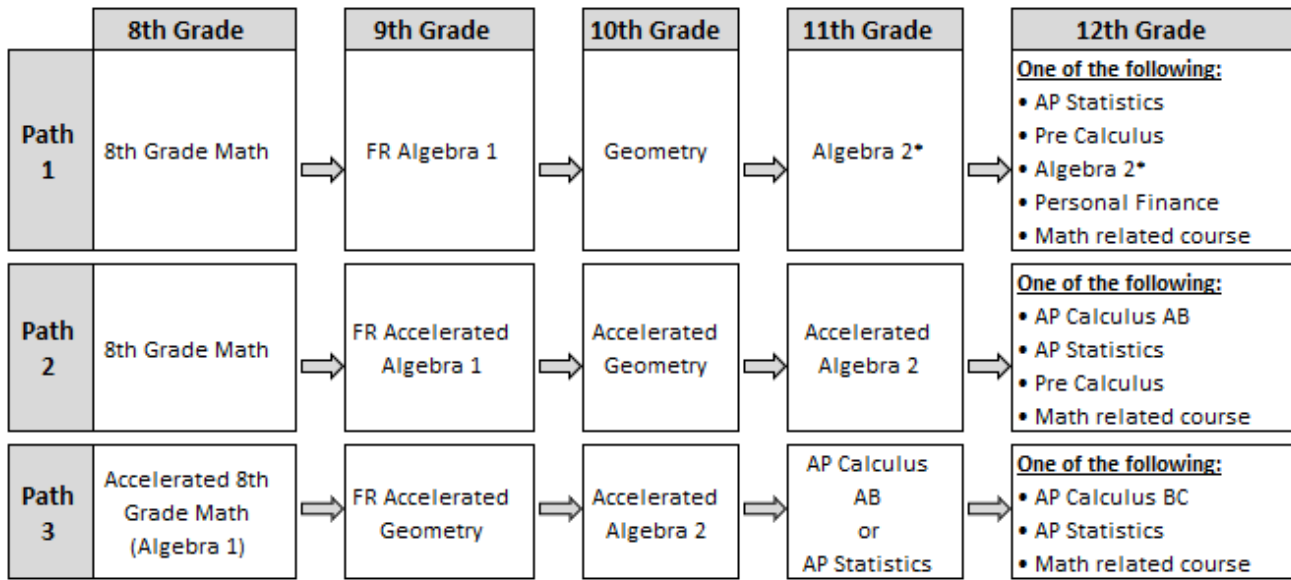 8th Grade
9th Grade
10th Grade
11th Grade
12th Grade
Path
1
8th Grade Math
FR Algebra 1
Geometry
Algebra 2*
One of the following:
• AP Statistics
• Pre Calculus
• Algebra 2*
• Personal Finance
• Math related course
Path
2
8th Grade Math
FR Accelerated
Algebra 1
Accelerated
Geometry
Accelerated
Algebra 2
One of the following:
• AP Calculus AB
• AP Statistics
• Pre Calculus
• Math related course
Path
3
Accelerated 8th
Grade Math
(Algebra 1)
FR Accelerated
Geometry
Accelerated
Algebra 2
AP Calculus
AB
or
AP Statistics
One of the following:
• AP Calculus BC
• AP Statistics
• Math related course